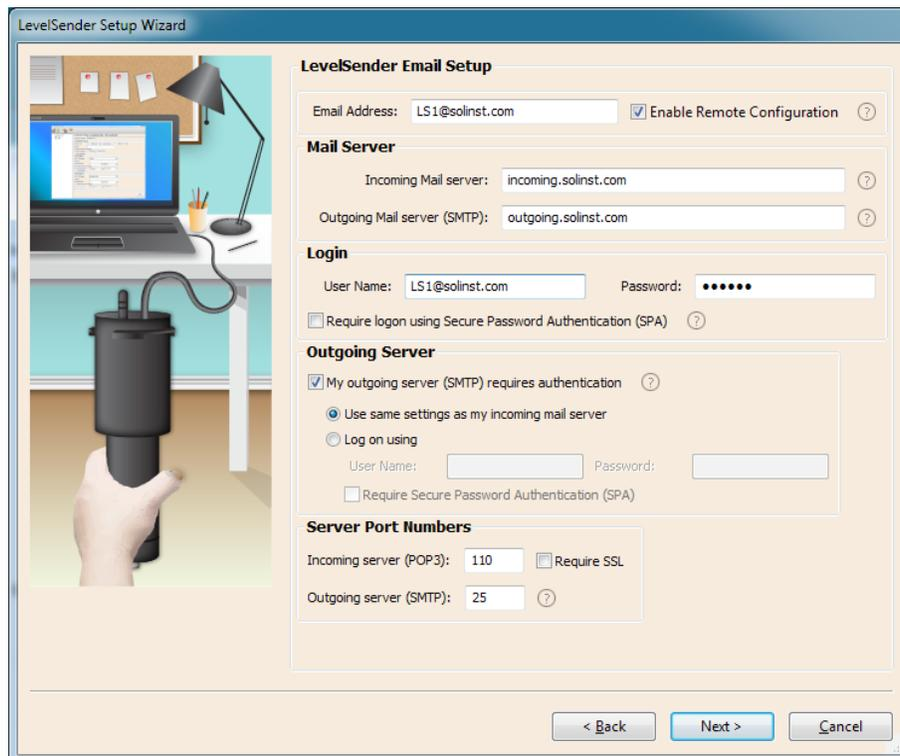 LevelSender Setup Wizard
LevelSender Email Setup
Email Address: LS1@solinst.com Enable Remote Configuration ?
Mail Server
Incoming Mail server: incoming.solinst.com ?
Outgoing Mail server (SMTP): outgoing.solinst.com ?
Login
User Name: LS1@solinst.com Password: ••••••
Require logon using Secure Password Authentication (SPA) ?
Outgoing Server
My outgoing server (SMTP) requires authentication ?
Use same settings as my incoming mail server
Log on using
User Name: Password:
Require Secure Password Authentication (SPA)
Server Port Numbers
Incoming server (POP3): 110 Require SSL
Outgoing server (SMTP): 25 ?
< Back Next > Cancel